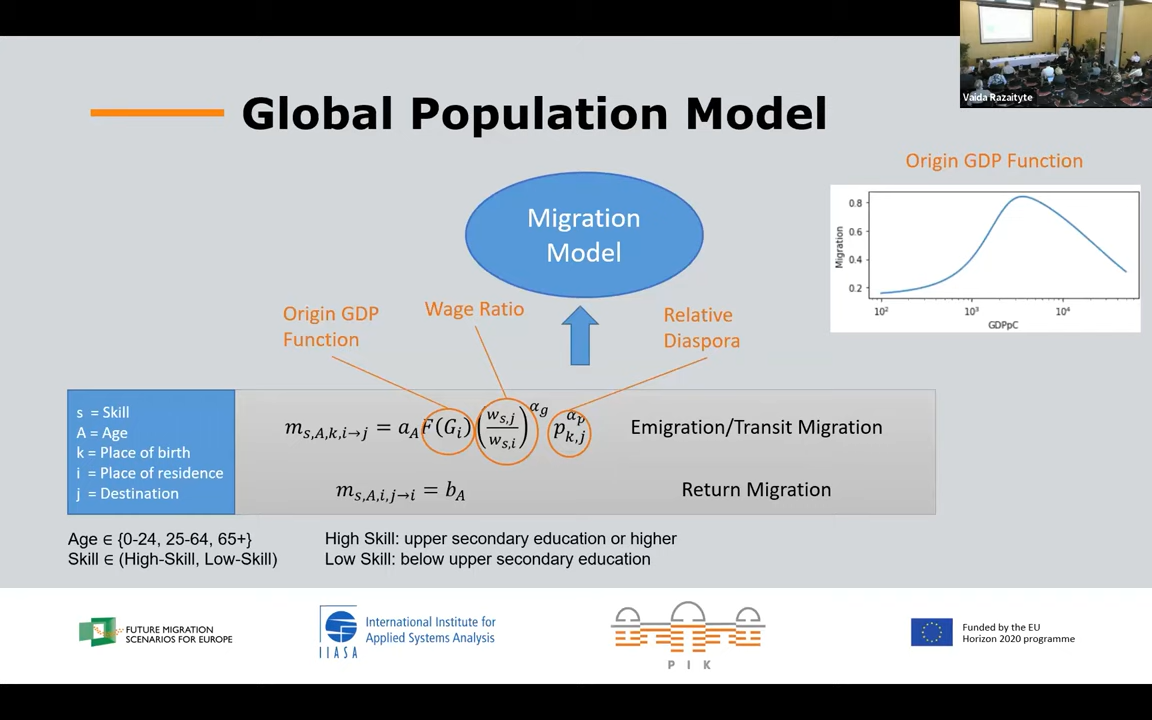 Vaida Razaityte
Global Population Model
Origin GDP Function
Migration
Model
0.8
0.6
0.4
0.2
Migration
10²
10³
10⁴
GDPpC
Origin GDP
Function
Wage Ratio
Relative
Diaspora
s = Skill
A = Age
k = Place of birth
i = Place of residence
j = Destination
m_{s,A,k,i→j} = a_A F(G_i) (w_{s,j}/w_{s,i})^{α_g} p_{k,j}^{α_p}
Emigration/Transit Migration
m_{s,A,i,j→i} = b_A
Return Migration
Age ∈ {0-24, 25-64, 65+}
Skill ∈ (High-Skill, Low-Skill)
High Skill: upper secondary education or higher
Low Skill: below upper secondary education
FUTURE MIGRATION
SCENARIOS FOR EUROPE
IIASA
International Institute for
Applied Systems Analysis
P I K
Funded by the EU
Horizon 2020 programme